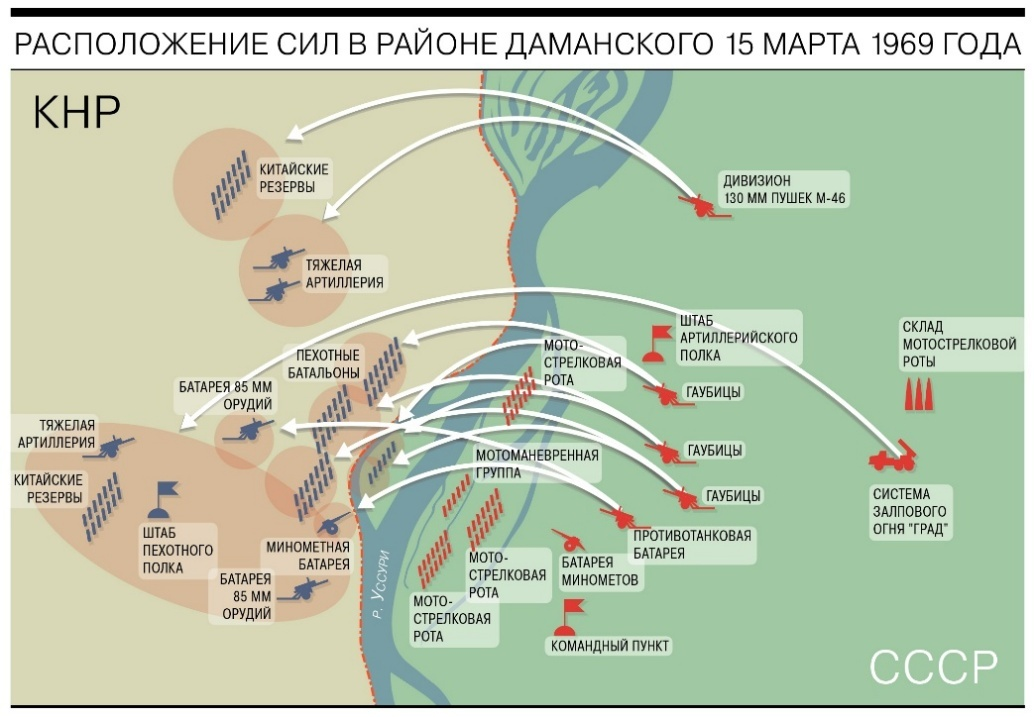 РАСПОЛОЖЕНИЕ СИЛ В РАЙОНЕ ДАМАНСКОГО 15 МАРТА 1969 ГОДА
КНР
КИТАЙСКИЕ
РЕЗЕРВЫ
ДИВИЗИОН
130 ММ ПУШЕК М-46
ТЯЖЕЛАЯ
АРТИЛЛЕРИЯ
ШТАБ
АРТИЛЛЕРИЙСКОГО
ПОЛКА
СКЛАД
МОТОСТРЕЛКОВОЙ
РОТЫ
ПЕХОТНЫЕ
БАТАЛЬОНЫ
МОТО-
СТРЕЛКОВАЯ
РОТА
БАТАРЕЯ 85 ММ
ОРУДИЙ
ГАУБИЦЫ
ТЯЖЕЛАЯ
АРТИЛЛЕРИЯ
ГАУБИЦЫ
МОТОМАНЕВРЕННАЯ
ГРУППА
КИТАЙСКИЕ
РЕЗЕРВЫ
ГАУБИЦЫ
СИСТЕМА
ЗАЛПОВОГО
ОГНЯ "ГРАД"
ШТАБ
ПЕХОТНОГО
ПОЛКА
МИНОМЕТНАЯ
БАТАРЕЯ
ПРОТИВОТАНКОВАЯ
БАТАРЕЯ
МОТО-
СТРЕЛКОВАЯ
РОТА
БАТАРЕЯ
МИНОМЕТОВ
БАТАРЕЯ
85 ММ
ОРУДИЙ
Р. УССУРИ
МОТО-
СТРЕЛКОВАЯ
РОТА
КОМАНДНЫЙ ПУНКТ
СССР